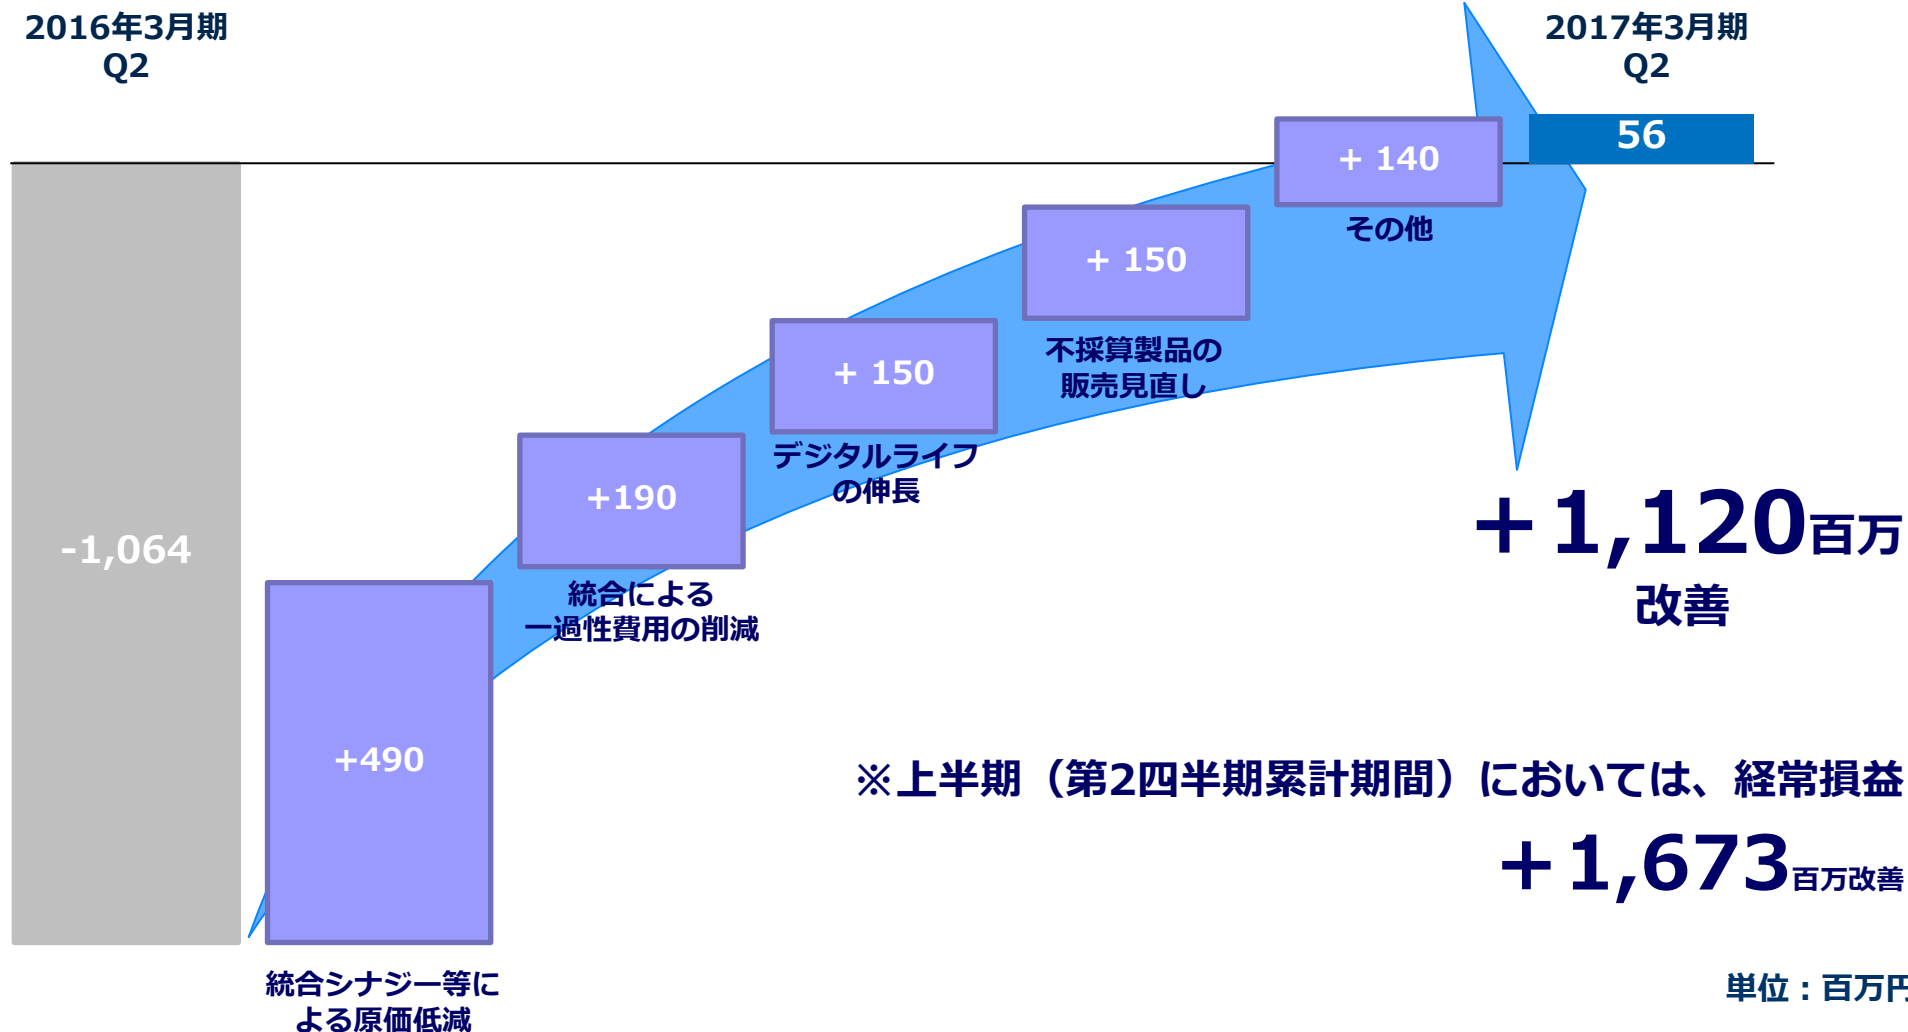 2016年3月期
Q2
2017年3月期
Q2
56
+ 140
その他
+ 150
不採算製品の
販売見直し
+ 150
デジタルライフ
の伸長
+190
統合による
一過性費用の削減
-1,064
+490
統合シナジー等に
よる原価低減
＋1,120百万
改善
※上半期（第2四半期累計期間）においては、経常損益
＋1,673百万改善
単位：百万円